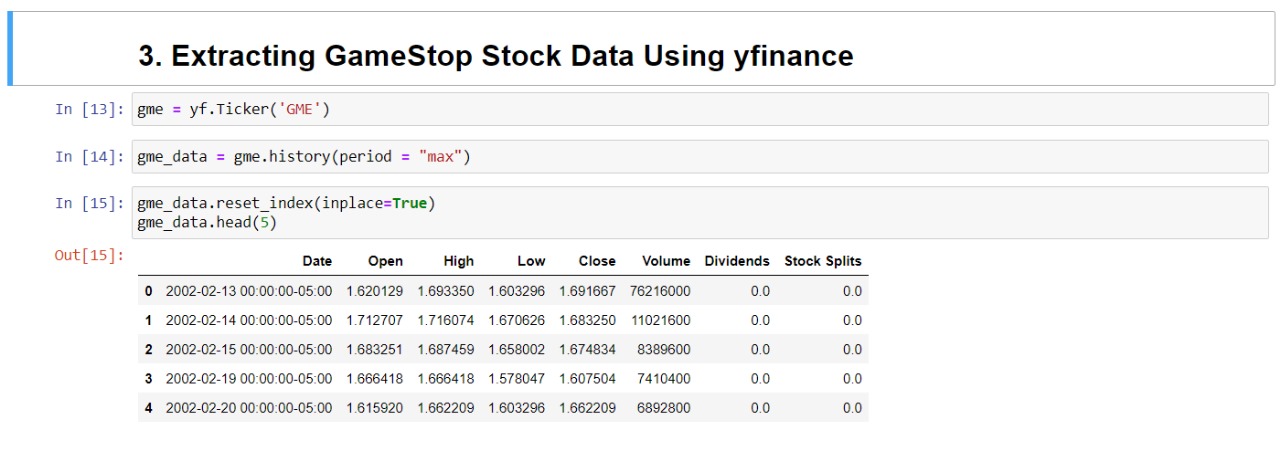 3. Extracting GameStop Stock Data Using yfinance
In [13]: gme = yf.Ticker('GME')
In [14]: gme_data = gme.history(period = "max")
In [15]: gme_data.reset_index(inplace=True)
gme_data.head(5)
Out[15]:
Date Open High Low Close Volume Dividends Stock Splits
0 2002-02-13 00:00:00-05:00 1.620129 1.693350 1.603296 1.691667 76216000 0.0 0.0
1 2002-02-14 00:00:00-05:00 1.712707 1.716074 1.670626 1.683250 11021600 0.0 0.0
2 2002-02-15 00:00:00-05:00 1.683251 1.687459 1.658002 1.674834 8389600 0.0 0.0
3 2002-02-19 00:00:00-05:00 1.666418 1.666418 1.578047 1.607504 7410400 0.0 0.0
4 2002-02-20 00:00:00-05:00 1.615920 1.662209 1.603296 1.662209 6892800 0.0 0.0